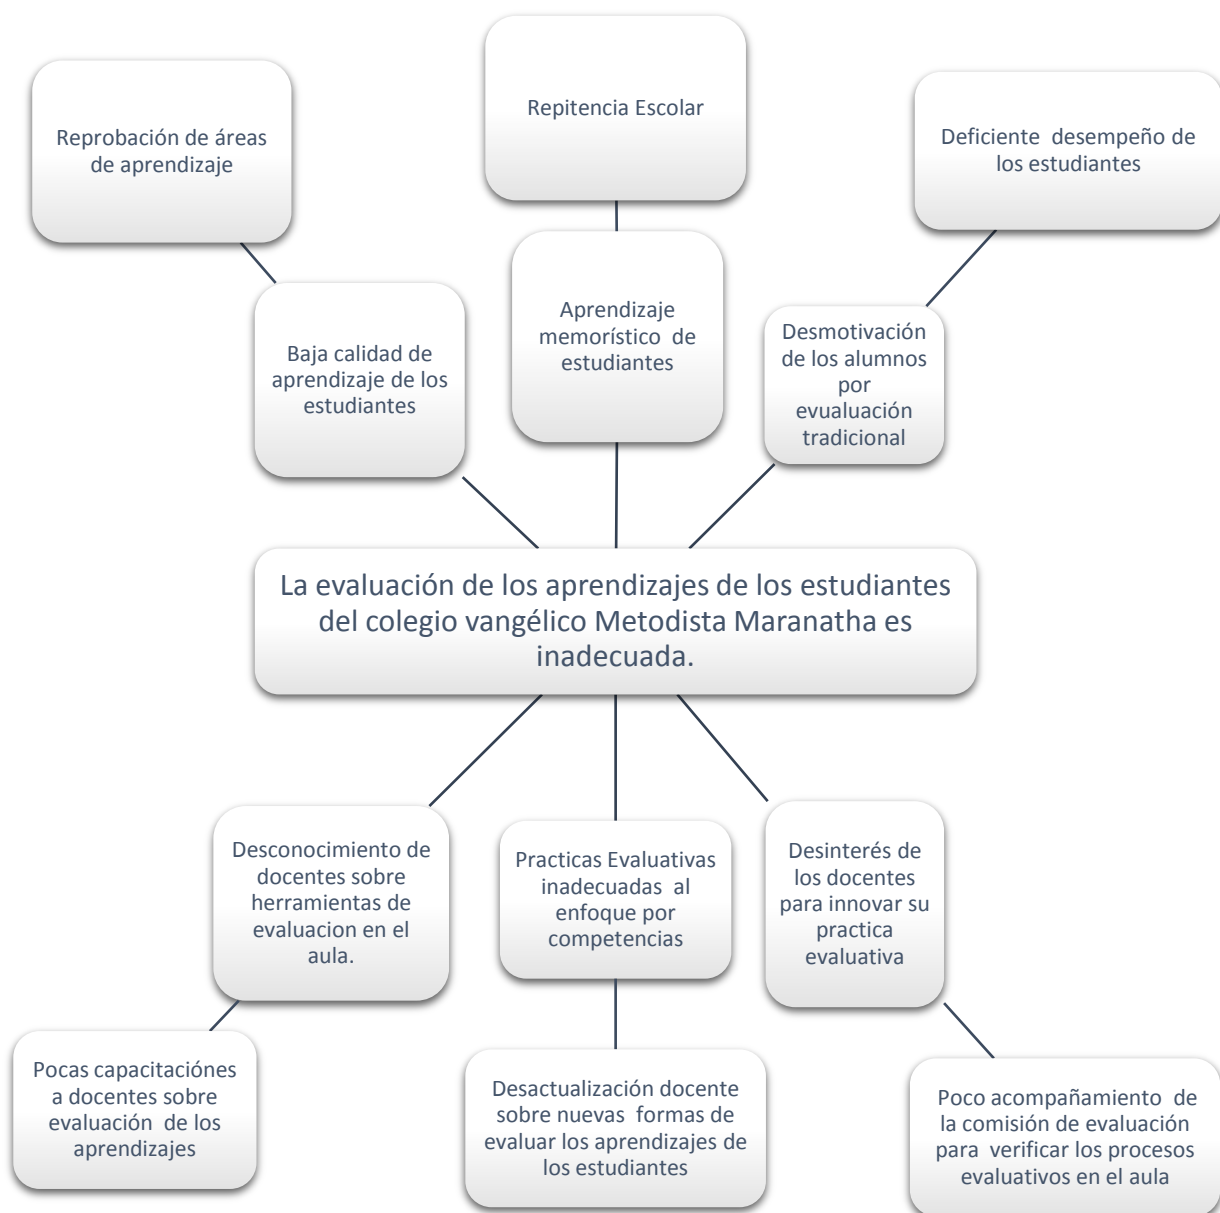 Repitencia Escolar
Reprobación de áreas
de aprendizaje
Deficiente desempeño de
los estudiantes
Baja calidad de
aprendizaje de los
estudiantes
Aprendizaje
memorístico de
estudiantes
Desmotivación
de los alumnos
por
evualuación
tradicional
La evaluación de los aprendizajes de los estudiantes
del colegio vangélico Metodista Maranatha es
inadecuada.
Desconocimiento de
docentes sobre
herramientas de
evaluacion en el
aula.
Practicas Evaluativas
inadecuadas al
enfoque por
competencias
Desinterés de
los docentes
para innovar su
practica
evaluativa
Pocas capacitaciónes
a docentes sobre
evaluación de los
aprendizajes
Desactualización docente
sobre nuevas formas de
evaluar los aprendizajes de
los estudiantes
Poco acompañamiento de
la comisión de evaluación
para verificar los procesos
evaluativos en el aula